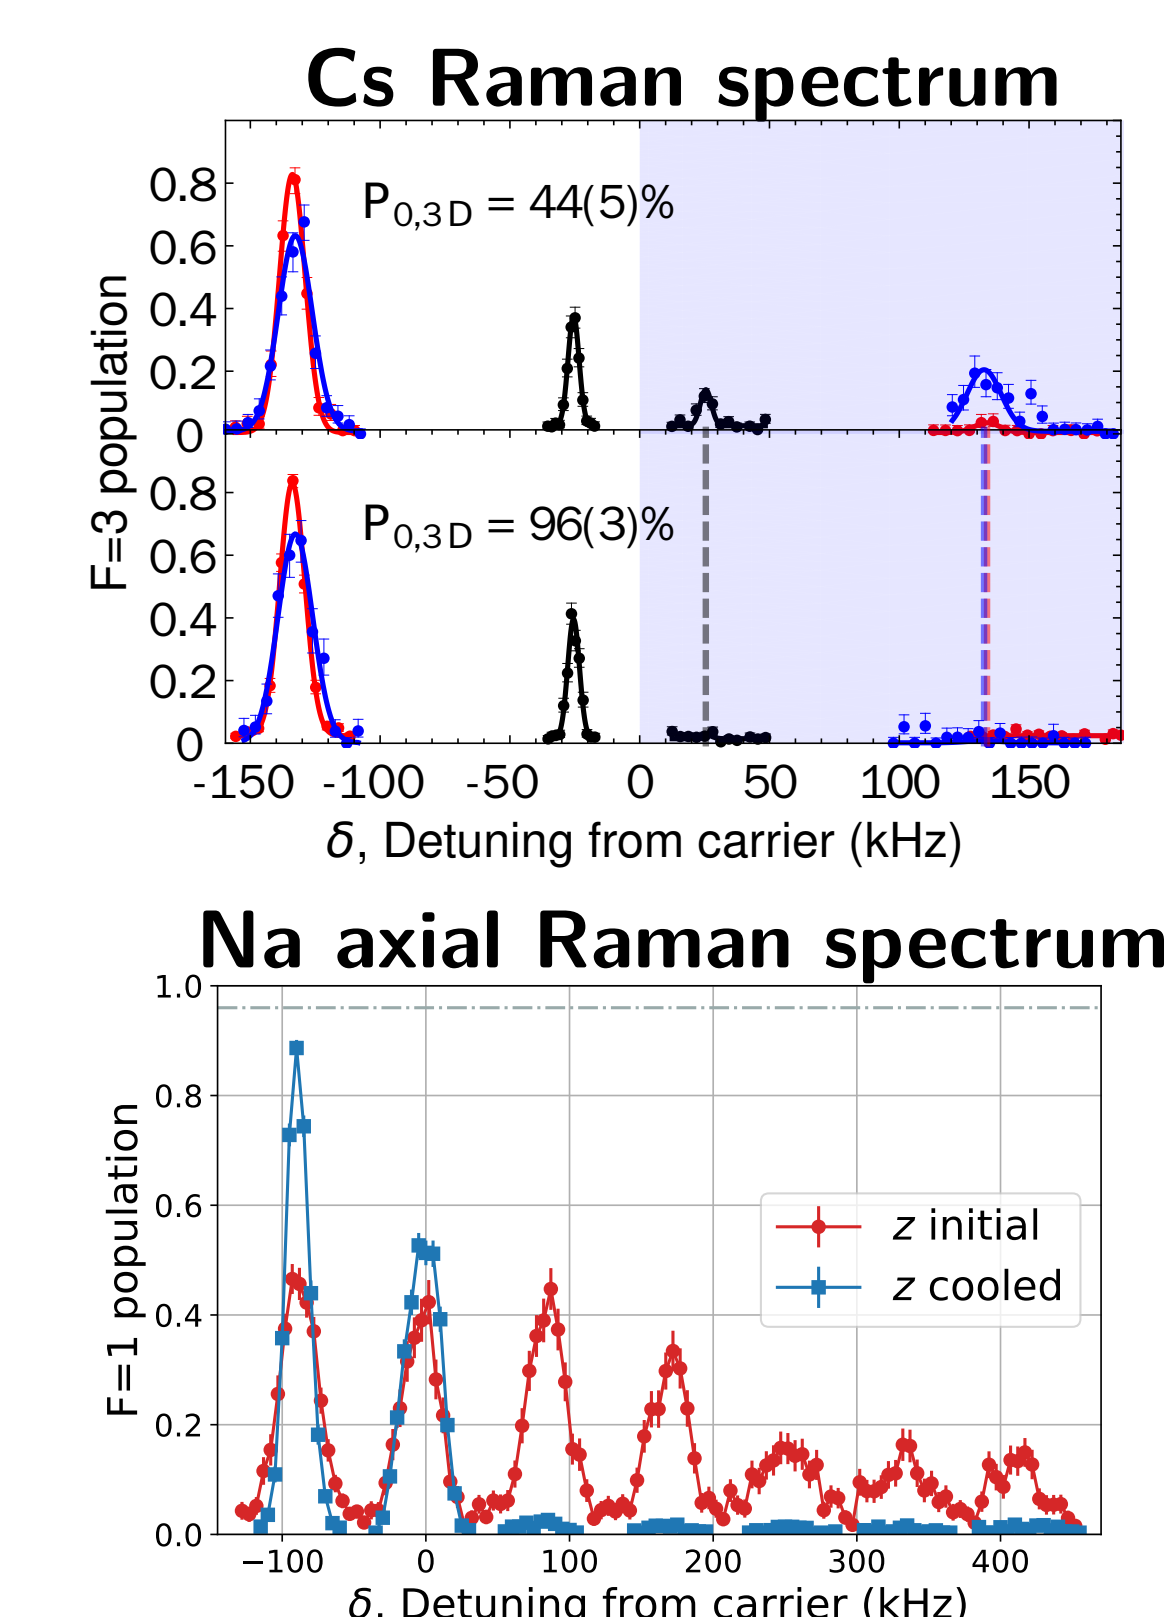 Cs Raman spectrum
P0,3D = 44(5)%
0.8
0.6
0.4
0.2
0
F=3 population
P0,3D = 96(3)%
0.8
0.6
0.4
0.2
0
-150 -100 -50 0 50 100 150
δ, Detuning from carrier (kHz)
Na axial Raman spectrum
1.0
0.8
0.6
0.4
0.2
0.0
F=1 population
z initial
z cooled
−100 0 100 200 300 400
δ, Detuning from carrier (kHz)